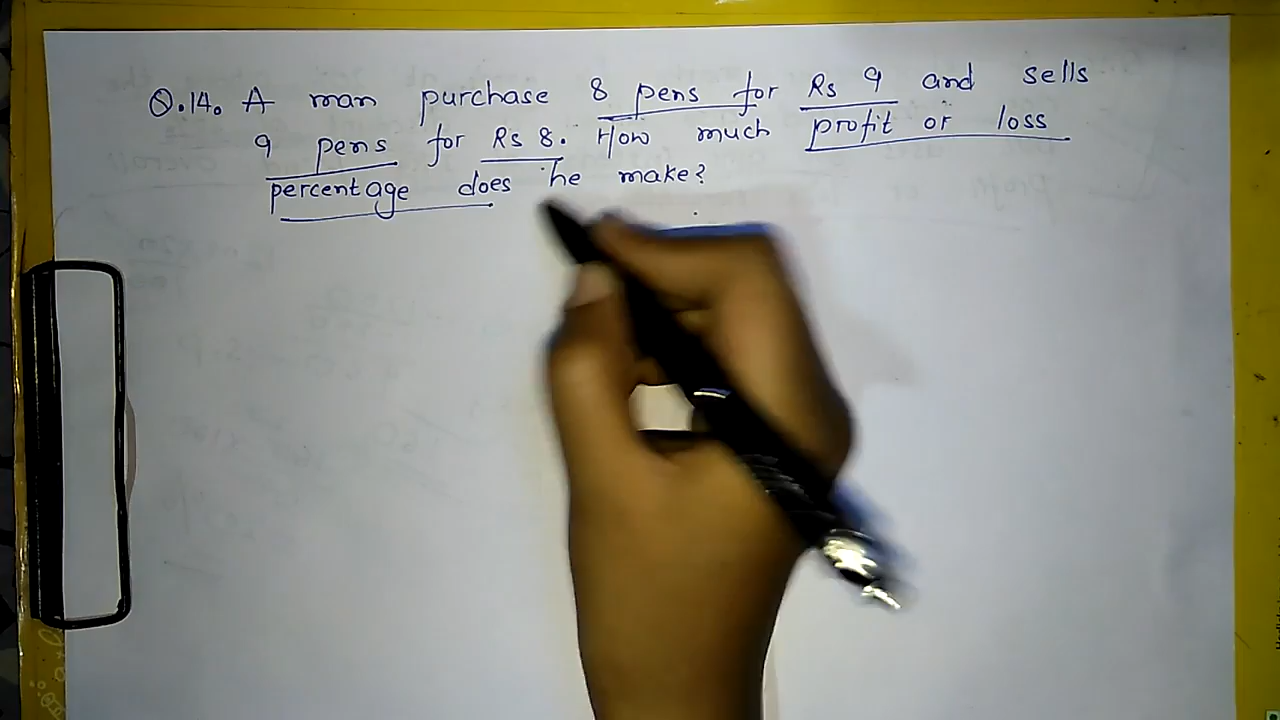 Q.14. A man purchase 8 pens for Rs 9 and sells
9 pens for Rs 8. How much profit or loss
percentage does he make?